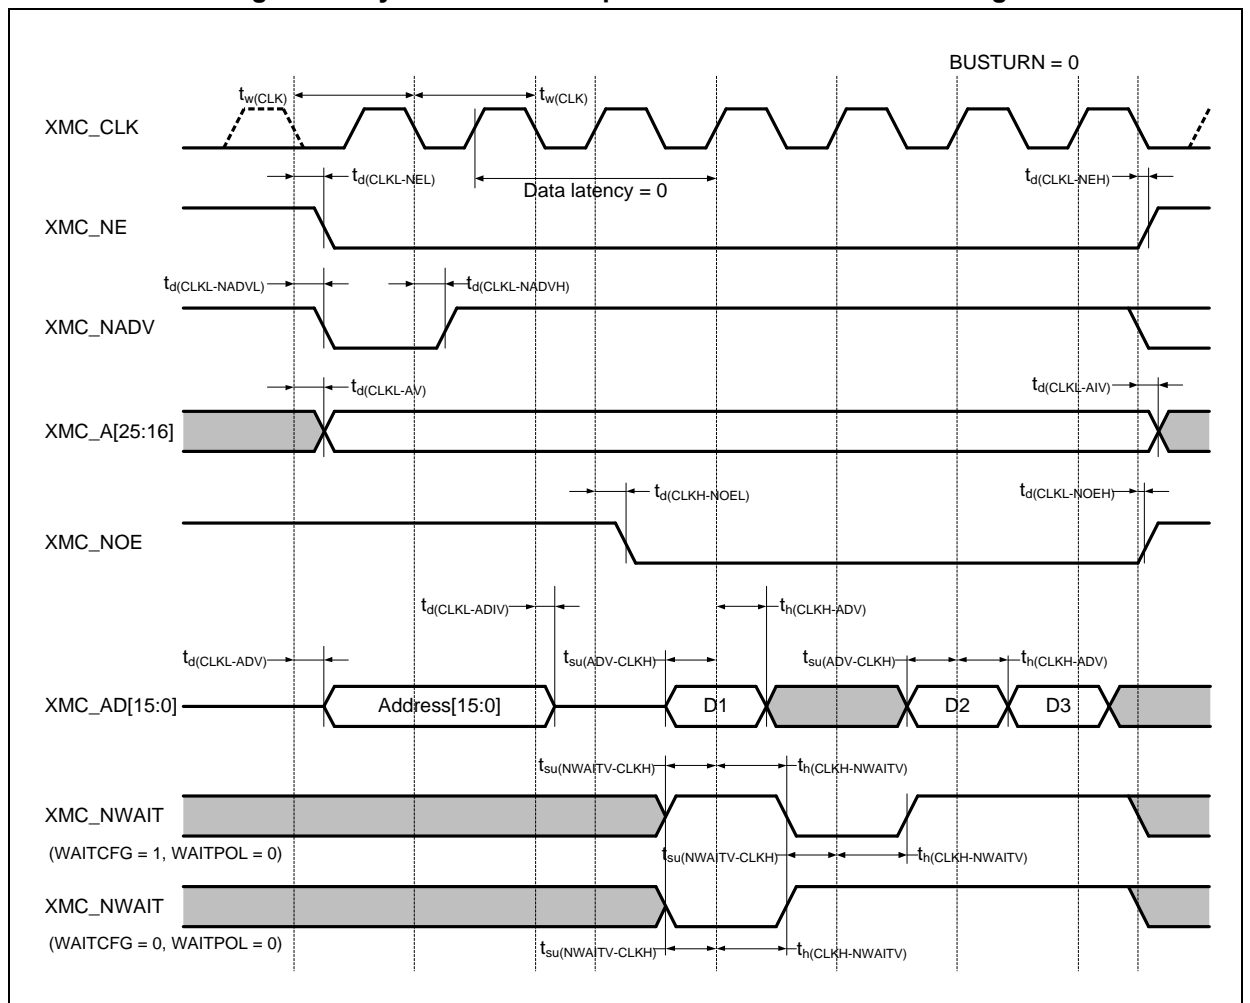 BUSTURN = 0
tw(CLK) tw(CLK)
XMC_CLK
td(CLKL-NEL) td(CLKL-NEH)
Data latency = 0
XMC_NE
td(CLKL-NADVL) td(CLKL-NADVH)
XMC_NADV
td(CLKL-AV) td(CLKL-AIV)
XMC_A[25:16]
td(CLKH-NOEL) td(CLKL-NOEH)
XMC_NOE
td(CLKL-ADIV) th(CLKH-ADV)
td(CLKL-ADV) tsu(ADV-CLKH) tsu(ADV-CLKH) th(CLKH-ADV)
XMC_AD[15:0] Address[15:0] D1 D2 D3
tsu(NWAITV-CLKH) th(CLKH-NWAITV)
XMC_NWAIT
(WAITCFG = 1, WAITPOL = 0) tsu(NWAITV-CLKH) th(CLKH-NWAITV)
XMC_NWAIT
(WAITCFG = 0, WAITPOL = 0) tsu(NWAITV-CLKH) th(CLKH-NWAITV)